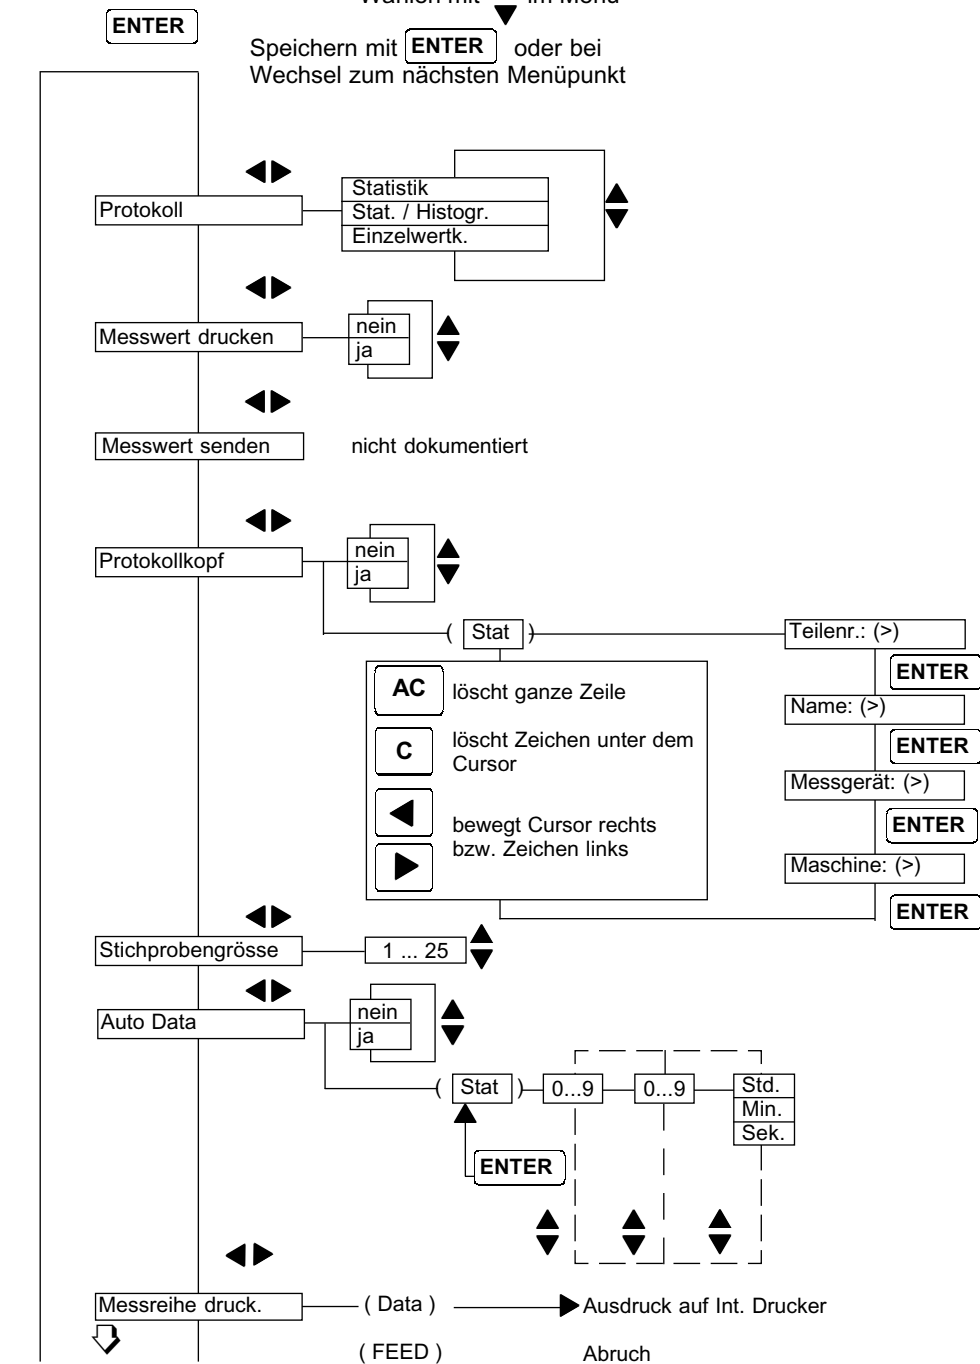 Wählen mit im Menü
ENTER
Speichern mit ENTER oder bei
Wechsel zum nächsten Menüpunkt
Protokoll
Statistik
Stat. / Histogr.
Einzelwertk.
Messwert drucken
nein
ja
Messwert senden
nicht dokumentiert
Protokollkopf
nein
ja
( Stat )
Teilenr.: (>)
ENTER
Name: (>)
ENTER
Messgerät: (>)
ENTER
Maschine: (>)
ENTER
AC löscht ganze Zeile
C löscht Zeichen unter dem
Cursor
bewegt Cursor rechts
bzw. Zeichen links
Stichprobengrösse
1 ... 25
Auto Data
nein
ja
( Stat )
0...9
0...9
Std.
Min.
Sek.
ENTER
Messreihe druck.
( Data )
Ausdruck auf Int. Drucker
( FEED )
Abruch